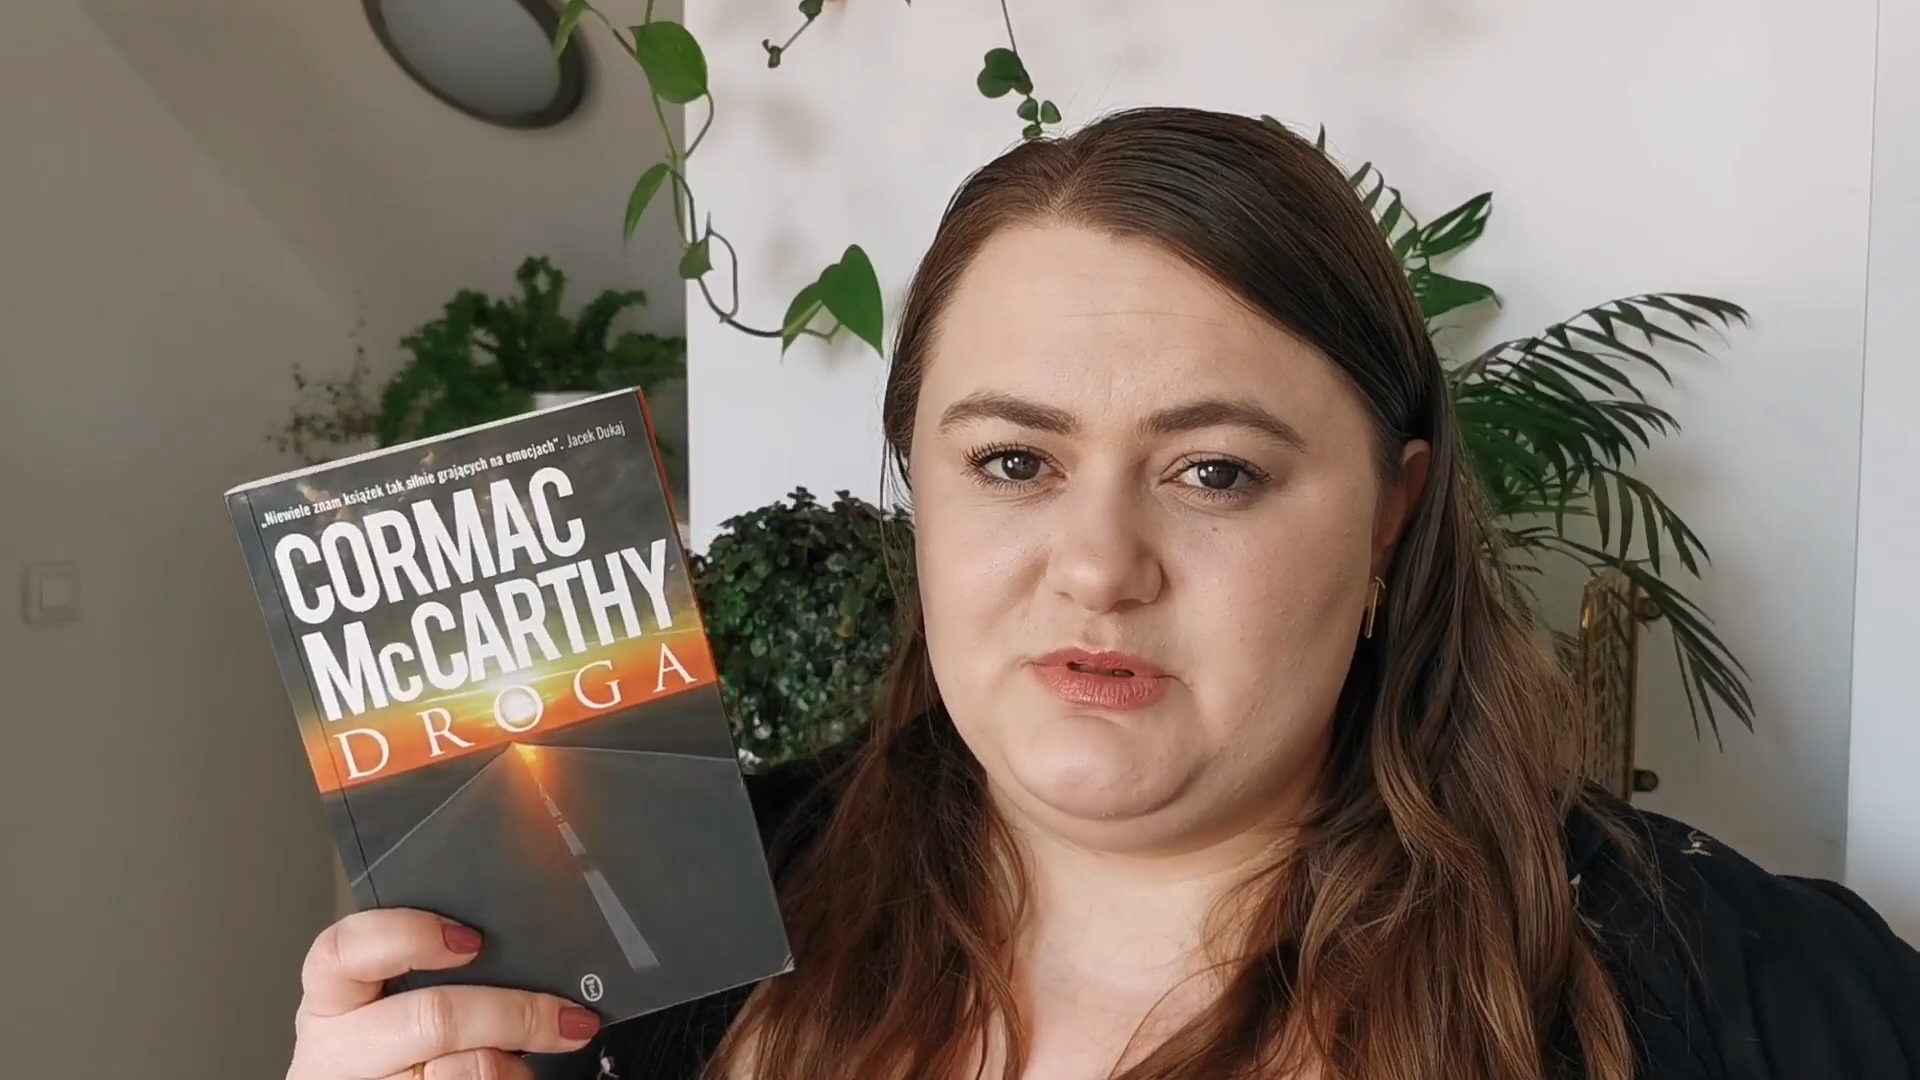 „Niewiele znam książek tak silnie grających na emocjach”. Jacek Dukaj
CORMAC
McCARTHY
DROGA